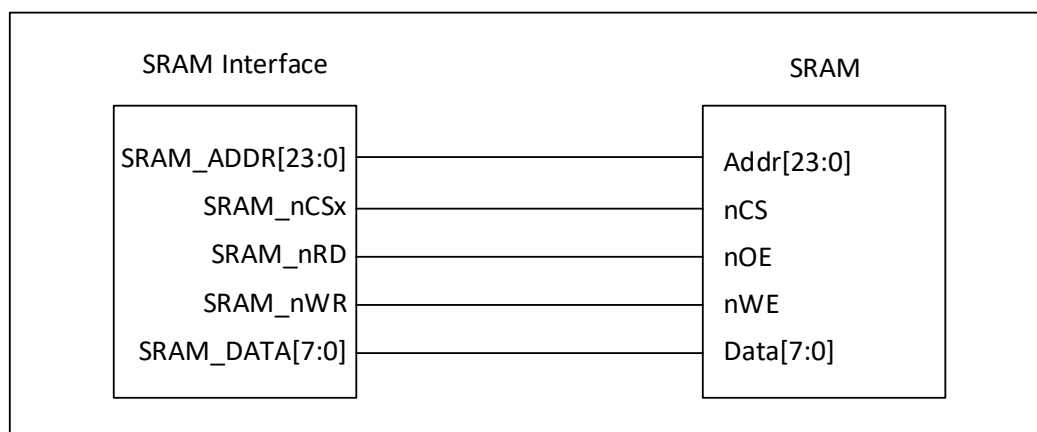 SRAM Interface
SRAM
SRAM_ADDR[23:0]
SRAM_nCSx
SRAM_nRD
SRAM_nWR
SRAM_DATA[7:0]
Addr[23:0]
nCS
nOE
nWE
Data[7:0]